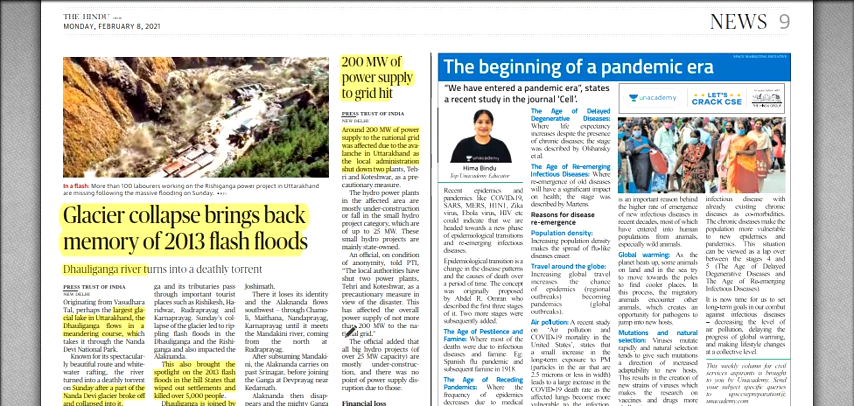 THE HINDU
MONDAY, FEBRUARY 8, 2021
NEWS 9
In a flash: More than 100 labourers working on the Rishiganga power project in Uttarakhand
are missing following the massive flooding on Sunday.
Glacier collapse brings back
memory of 2013 flash floods
Dhauliganga river turns into a deathly torrent
PRESS TRUST OF INDIA
NEW DELHI
Originating from Vasudhara
Tal, perhaps the largest gla-
cial lake in Uttarakhand, the
Dhauliganga flows in a
meandering course, which
takes it through the Nanda
Devi National Park.
Known for its spectacular-
ly beautiful route and white-
water rafting, the river
turned into a deathly torrent
on Sunday after a part of the
Nanda Devi glacier broke off
and collapsed into it.
ga and its tributaries pass
through important tourist
places such as Rishikesh, Ha-
ridwar, Rudraprayag and
Karnaprayag. Sunday's col-
lapse of the glacier led to rip-
pling flash floods in the
Dhauliganga and the Rishi-
ganga and also impacted the
Alaknanda.
This also brought the
focus on the 2013 flash
floods in the hill States that
wiped out settlements and
killed over 5,000 people.
Dhauliganga is joined by
Joshimath.
There it loses its identity
and the Alaknanda flows
southwest – through Chamo-
li, Maithana, Nandaprayag,
Karnaprayag until it meets
the Mandakini river, coming
from the north at
Rudraprayag.
After subsuming Mandaki-
ni, the Alaknanda carries on
past Srinagar, before joining
the Ganga at Devprayag near
Kedarnath.
Alaknanda then disap-
pears and the mighty Ganga
200 MW of
power supply
to grid hit
PRESS TRUST OF INDIA
NEW DELHI
Around 200 MW of power
supply to the national grid
was affected due to the ava-
lanche in Uttarakhand as
the local administration
shut down two plants, Teh-
ri and Koteshwar, as a pre-
cautionary measure.
The hydro power plants
in the affected area are
mostly under-construction
or fall in the small hydro
project category, which are
of up to 25 MW. These
small hydro projects are
mainly state-owned.
An official, on condition
of anonymity, told PTI,
“The local authorities have
shut two power plants,
Tehri and Koteshwar, as a
precautionary measure in
view of the disaster. This
has affected the overall
power supply of not more
than 200 MW to the na-
tional grid.”
The official added that
all big hydro projects (of
over 25 MW capacity) are
mostly under-construc-
tion, and there was no
point of power supply dis-
ruption due to those.
Financial loss
SPACE MARKETING INITIATIVE
The beginning of a pandemic era
“We have entered a pandemic era”, states
a recent study in the journal ‘Cell’.
unacademy
LET'S
CRACK CSE
THE HINDU GROUP
unacademy
Hima Bindu
Top Unacademy Educator
Recent epidemics and
pandemics like COVID-19,
SARS, MERS, H1N1, Zika
virus, Ebola virus, HIV etc
could indicate that we are
headed towards a new phase
of epidemiological transitions
and re-emerging infectious
diseases.
Epidemiological transition is a
change in the disease patterns
and the causes of death over
a period of time. The concept
was originally proposed
by Abdel R. Omran who
described the first 3 stages
of it. Two more stages were
subsequently added.
The Age of Pestilence and
Famine: Where most of the
deaths were due to infectious
diseases and famine. Eg.
Spanish flu pandemic and
subsequent famine in 1918.
The Age of Receding
Pandemics: Where the
frequency of epidemics
decreases due to medical
The Age of Delayed
Degenerative Diseases:
Where life expectancy
increases despite the presence
of chronic diseases; the stage
was described by Olshansky
et.al.
The Age of Re-emerging
Infectious Diseases: Where
re-emergence of old diseases
will have a significant impact
on health; the stage was
described by Martens.
Reasons for disease
re-emergence
Population density:
Increasing population density
makes the spread of flu-like
diseases easier.
Travel around the globe:
Increasing global travel
increases the chance
of epidemics (regional
outbreaks) becoming
pandemics (global
outbreaks).
Air pollution: A recent study
on ‘Air pollution and
COVID-19 mortality in the
United States’, states that
a small increase in the
long-term exposure to PM
(particles in the air that are
2.5 microns or less in width)
leads to a large increase in the
COVID-19 death rate as the
affected lungs become more
vulnerable to infection,
is an important reason behind
the higher rate of emergence
of new infectious diseases in
recent decades, most of which
have entered into human
populations from animals,
especially wild animals.
Global warming: As the
planet heats up, some animals
on land and in the sea try
to move towards the poles
to find cooler places. In
this process, the migratory
animals encounter other
animals, which creates an
opportunity for pathogens to
jump into new hosts.
Mutations and natural
selection: Viruses mutate
rapidly and natural selection
tend to give such mutations
a direction of increased
adaptability to new hosts.
This results in the creation
of new strains of viruses
which makes the research
on vaccines and drugs more
infectious disease with
already existing chronic
diseases as co-morbidities.
The chronic diseases make the
population more vulnerable
to new epidemics and
pandemics. This situation
can be viewed as a lap over
between the stages 4 and
5 (The Age of Delayed
Degenerative Diseases and
The Age of Re-emerging
Infectious Diseases).
It is now time for us to set
long-term goals in our combat
against infectious diseases
– decreasing the level of
air pollution, delaying the
progress of global warming,
and making lifestyle changes
at a collective level.
This weekly column for civil
services aspirants is brought
to you by Unacademy. Send
your suggestions to